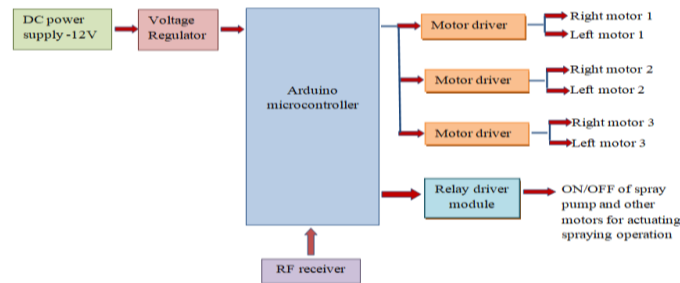 DC power
supply -12V
Voltage
Regulator
Arduino
microcontroller
Motor driver
Right motor 1
Left motor 1
Motor driver
Right motor 2
Left motor 2
Motor driver
Right motor 3
Left motor 3
Relay driver
module
ON/OFF of spray
pump and other
motors for actuating
spraying operation
RF receiver